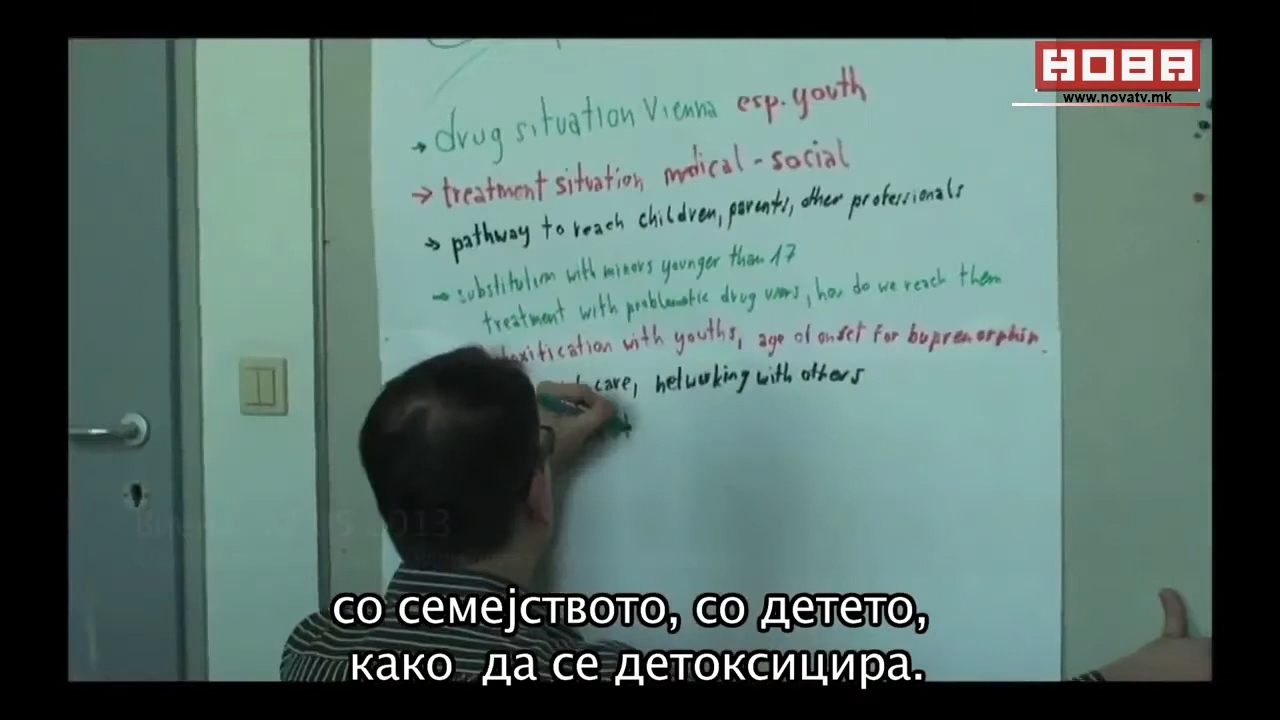 НОВА
www.novatv.mk
→ drug situation Vienna esp. youth
→ treatment situation medical - social
→ pathway to reach children, parents, other professionals
→ substitution with minors younger than 17
treatment with problematic drug users, how do we reach them
toxification with youths, age of onset for buprenorphin
care, networking with others
2013
со семејството, со детето,
како да се детоксицира.